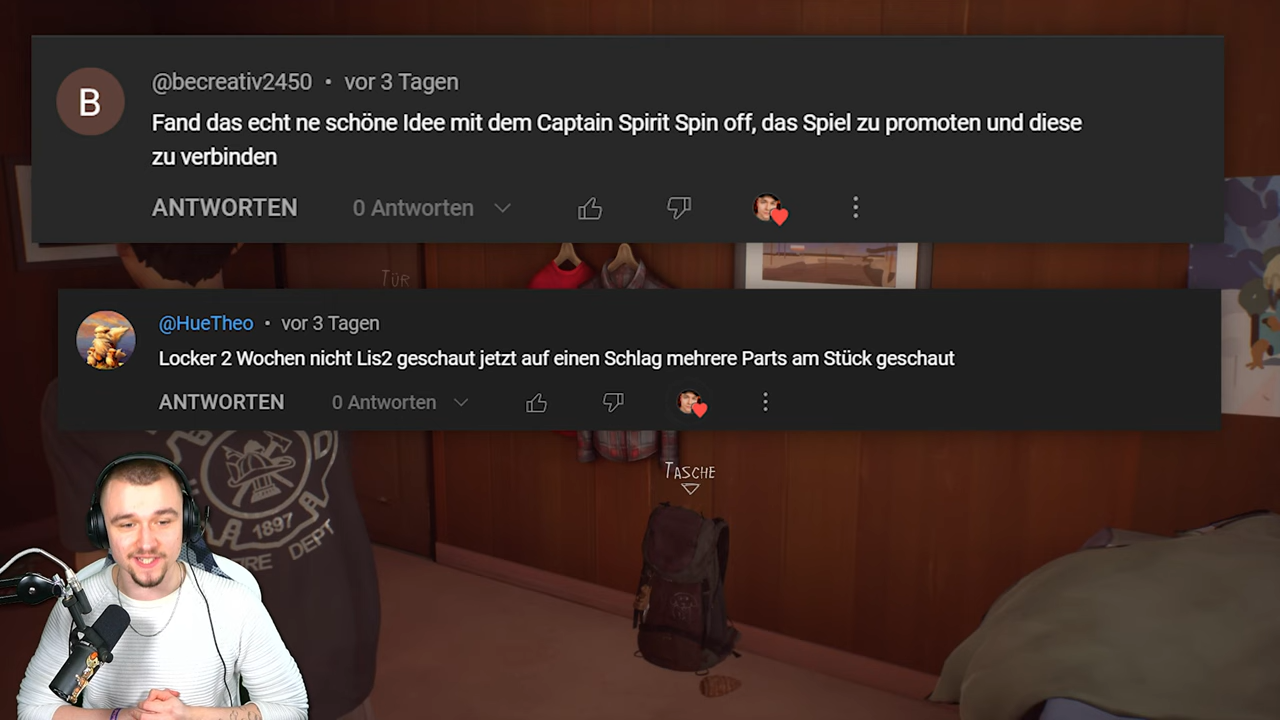 B
@becreativ2450 • vor 3 Tagen
Fand das echt ne schöne Idee mit dem Captain Spirit Spin off, das Spiel zu promoten und diese
zu verbinden
ANTWORTEN 0 Antworten
TÜR
@HueTheo • vor 3 Tagen
Locker 2 Wochen nicht Lis2 geschaut jetzt auf einen Schlag mehrere Parts am Stück geschaut
ANTWORTEN 0 Antworten
TASCHE
1897
DEPT